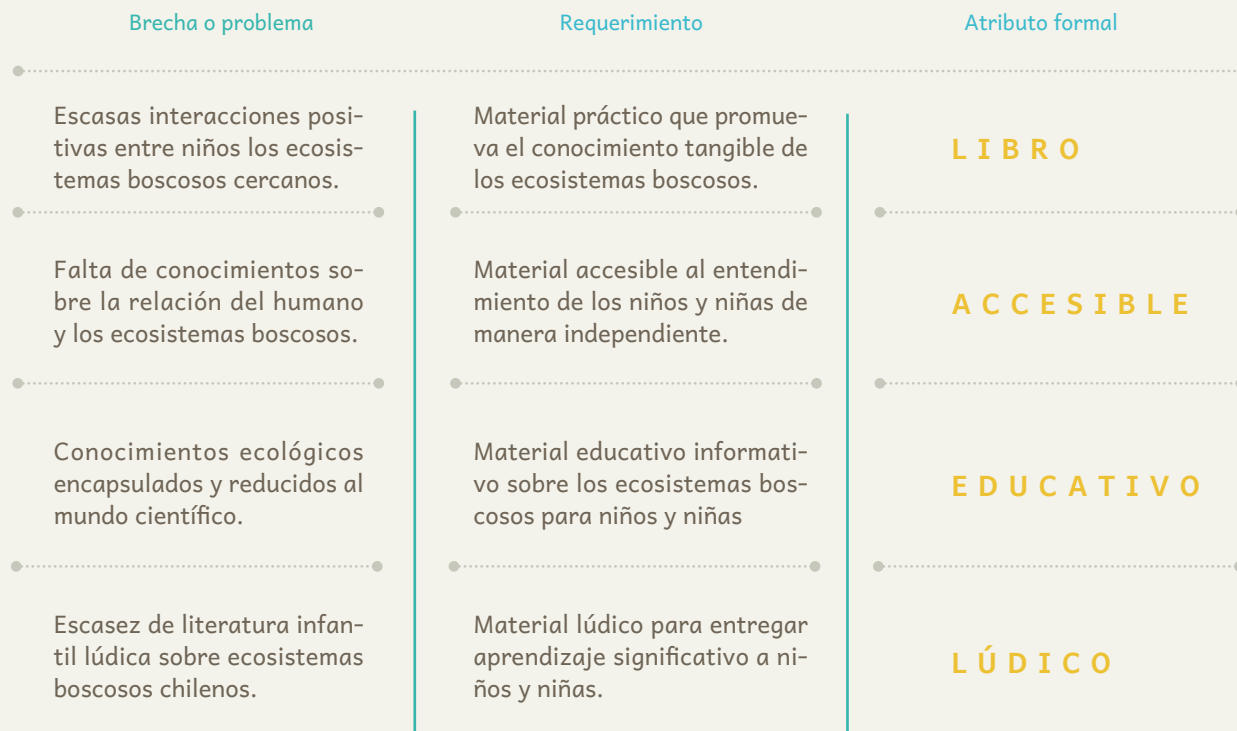 Brecha o problema
Requerimiento
Atributo formal
Escasas interacciones posi-
tivas entre niños los ecosis-
temas boscosos cercanos.
Material práctico que promue-
va el conocimiento tangible de
los ecosistemas boscosos.
LIBRO
Falta de conocimientos so-
bre la relación del humano
y los ecosistemas boscosos.
Material accesible al entendi-
miento de los niños y niñas de
manera independiente.
ACCESIBLE
Conocimientos ecológicos
encapsulados y reducidos al
mundo científico.
Material educativo informati-
vo sobre los ecosistemas bos-
cosos para niños y niñas
EDUCATIVO
Escasez de literatura infan-
til lúdica sobre ecosistemas
boscosos chilenos.
Material lúdico para entregar
aprendizaje significativo a ni-
ños y niñas.
LÚDICO